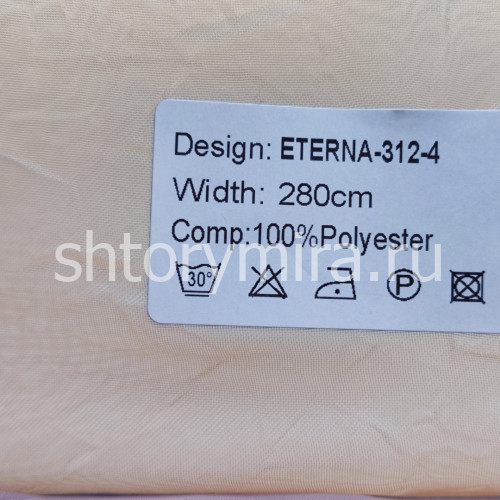 Design: ETERNA-312-4
Width: 280cm
Comp:100%Polyester
shtorymira.ru
30°
P